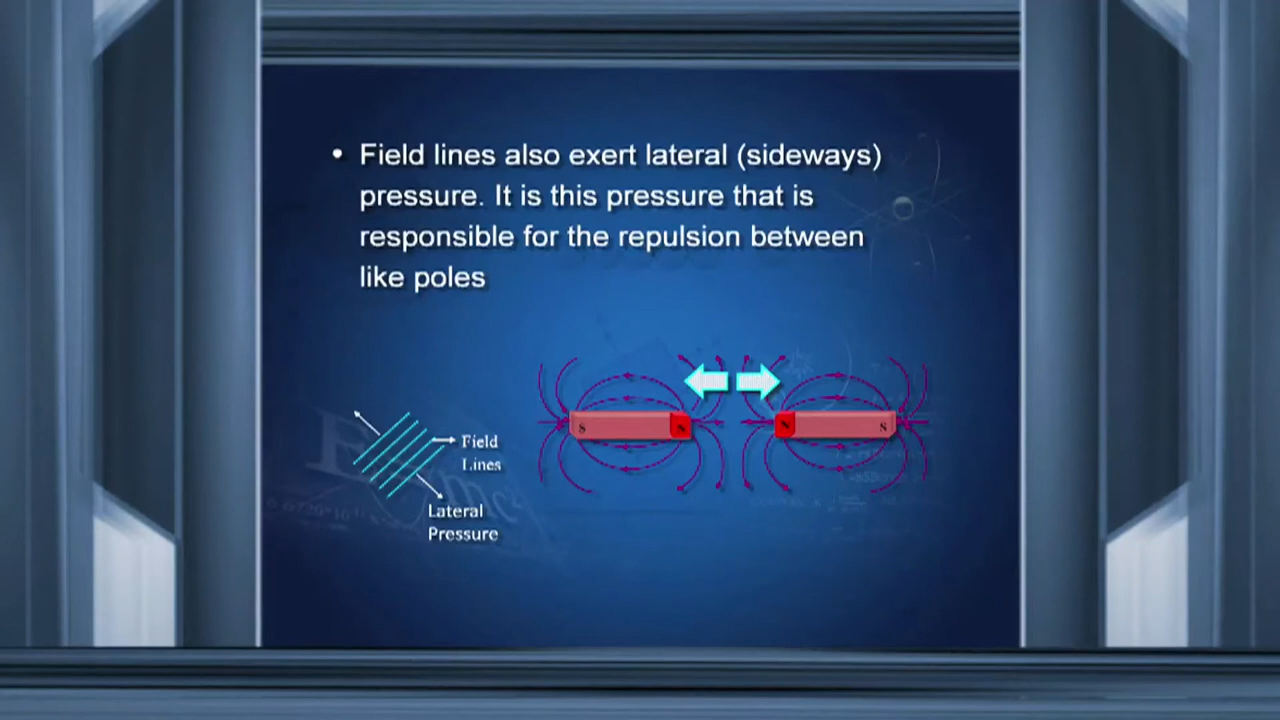 • Field lines also exert lateral (sideways)
pressure. It is this pressure that is
responsible for the repulsion between
like poles
Field
Lines
Lateral
Pressure
S N N S